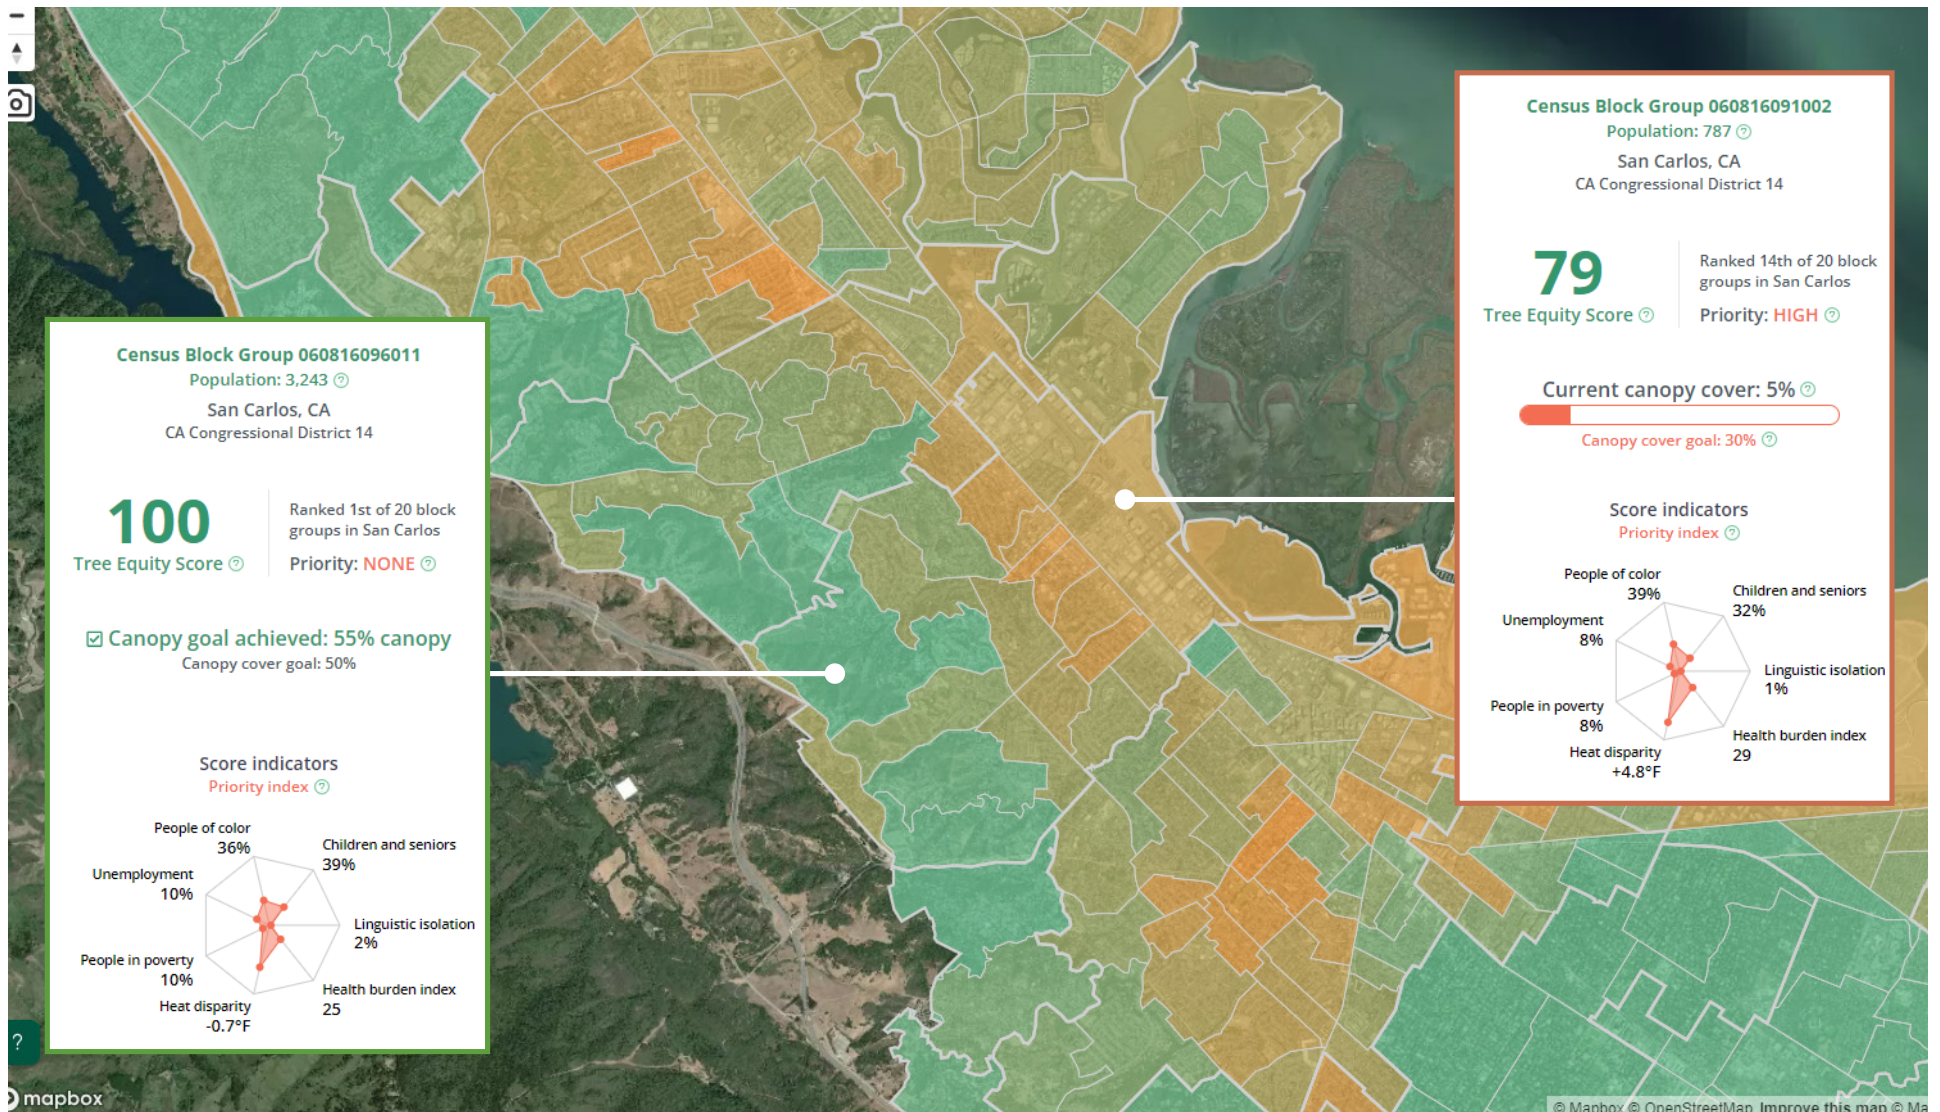 Census Block Group 060816096011
Population: 3,243
San Carlos, CA
CA Congressional District 14
100
Tree Equity Score
Ranked 1st of 20 block
groups in San Carlos
Priority: NONE
Canopy goal achieved: 55% canopy
Canopy cover goal: 50%
Score indicators
Priority index
People of color
36%
Children and seniors
39%
Unemployment
10%
Linguistic isolation
2%
People in poverty
10%
Health burden index
25
Heat disparity
-0.7°F
Census Block Group 060816091002
Population: 787
San Carlos, CA
CA Congressional District 14
79
Tree Equity Score
Ranked 14th of 20 block
groups in San Carlos
Priority: HIGH
Current canopy cover: 5%
Canopy cover goal: 30%
Score indicators
Priority index
People of color
39%
Children and seniors
32%
Unemployment
8%
Linguistic isolation
1%
People in poverty
8%
Health burden index
29
Heat disparity
+4.8°F
?
mapbox
© Mapbox © OpenStreetMap Improve this map © Ma